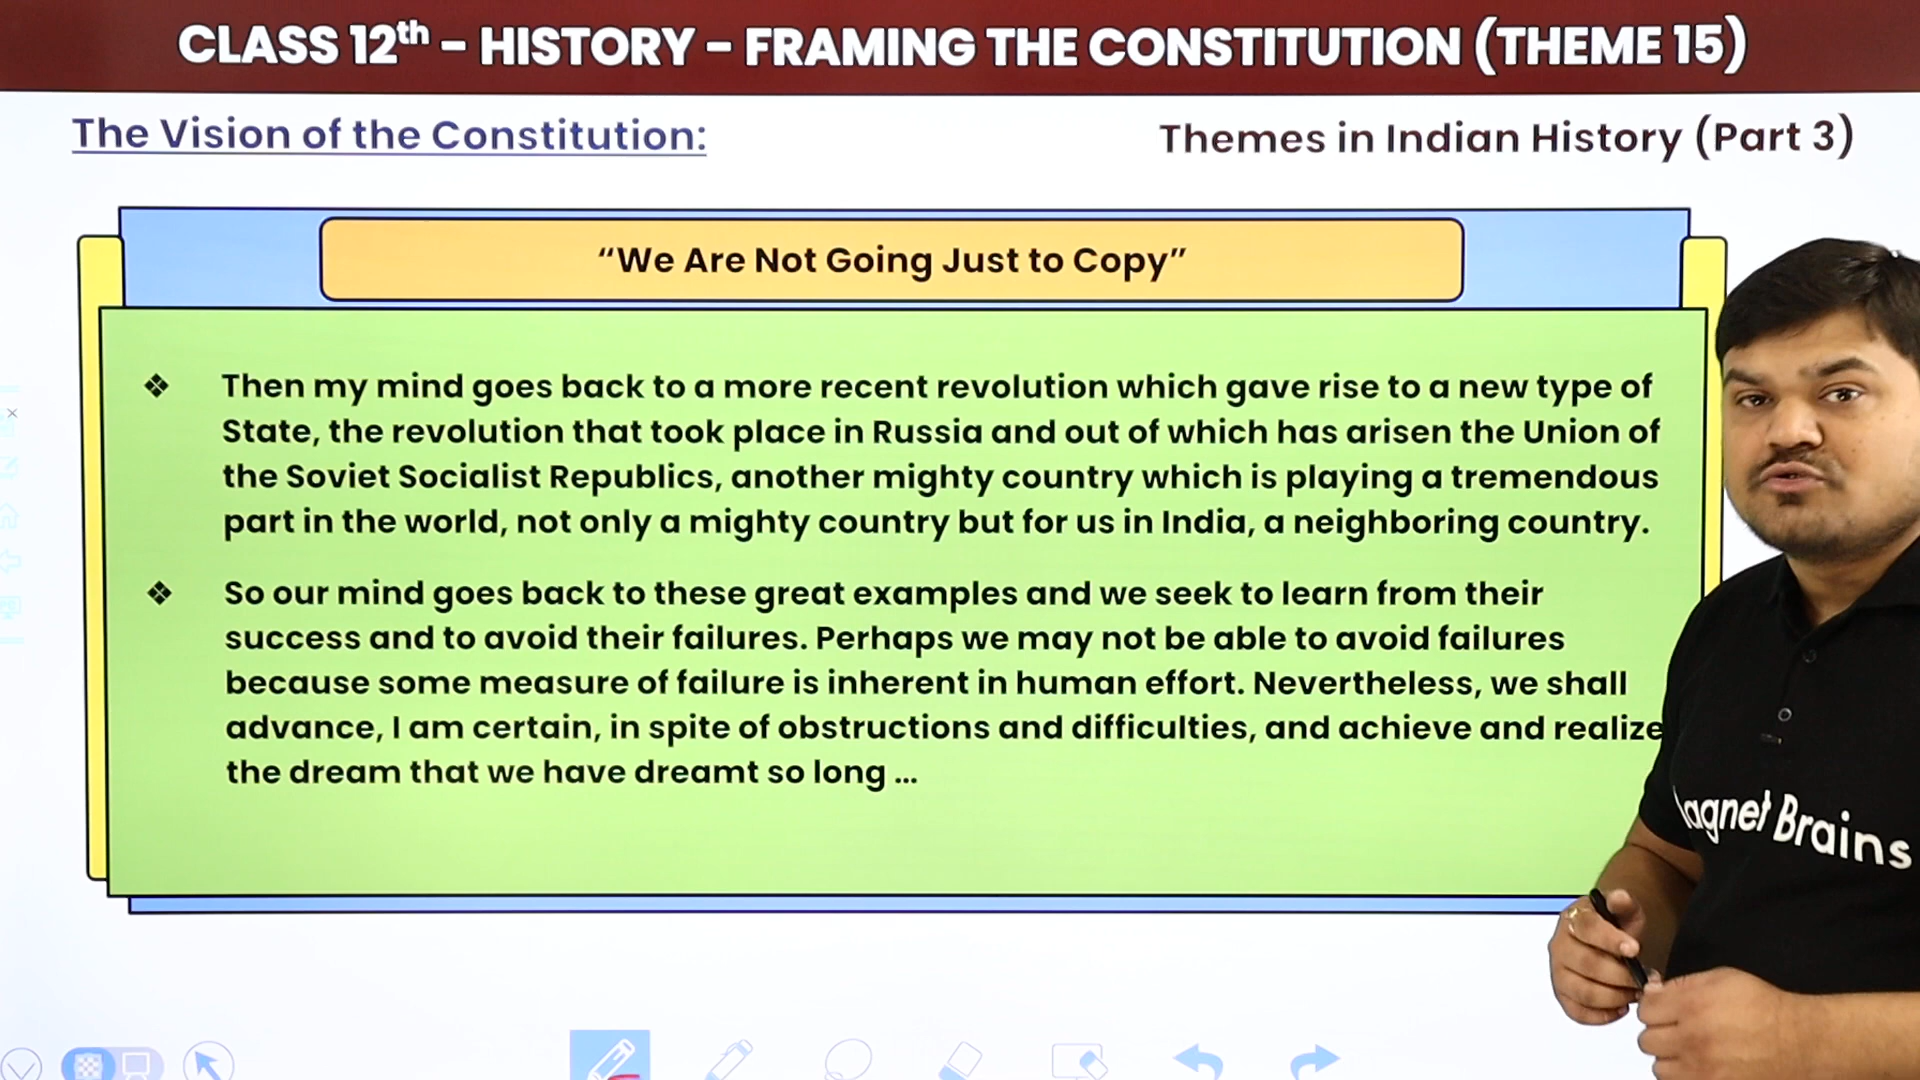 CLASS 12th – HISTORY – FRAMING THE CONSTITUTION (THEME 15)
The Vision of the Constitution:
Themes in Indian History (Part 3)
“We Are Not Going Just to Copy”
❖ Then my mind goes back to a more recent revolution which gave rise to a new type of
State, the revolution that took place in Russia and out of which has arisen the Union of
the Soviet Socialist Republics, another mighty country which is playing a tremendous
part in the world, not only a mighty country but for us in India, a neighboring country.
❖ So our mind goes back to these great examples and we seek to learn from their
success and to avoid their failures. Perhaps we may not be able to avoid failures
because some measure of failure is inherent in human effort. Nevertheless, we shall
advance, I am certain, in spite of obstructions and difficulties, and achieve and realize
the dream that we have dreamt so long ...
agnet Brains